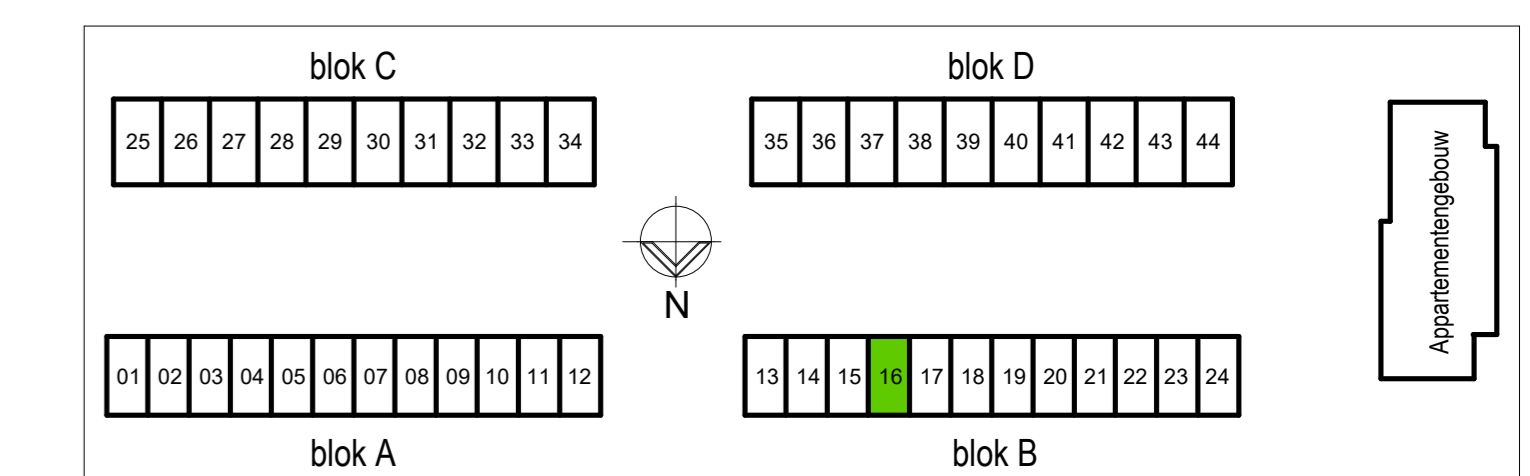 blok C
blok D
25 26 27 28 29 30 31 32 33 34
35 36 37 38 39 40 41 42 43 44
Appartementengebouw
N
01 02 03 04 05 06 07 08 09 10 11 12
13 14 15 16 17 18 19 20 21 22 23 24
blok A
blok B